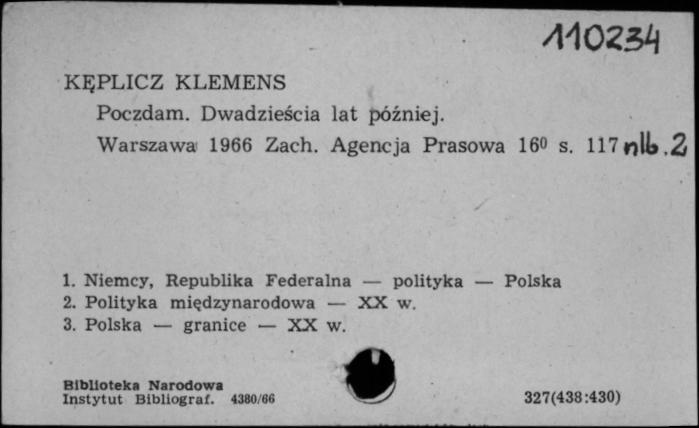 110234
KĘPLICZ KLEMENS
Poczdam. Dwadzieścia lat później.
Warszawa 1966 Zach. Agencja Prasowa 16⁰ s. 117 nlb. 2
1. Niemcy, Republika Federalna — polityka — Polska
2. Polityka międzynarodowa — XX w.
3. Polska — granice — XX w.
Biblioteka Narodowa
Instytut Bibliograf. 4380/66
327(438:430)